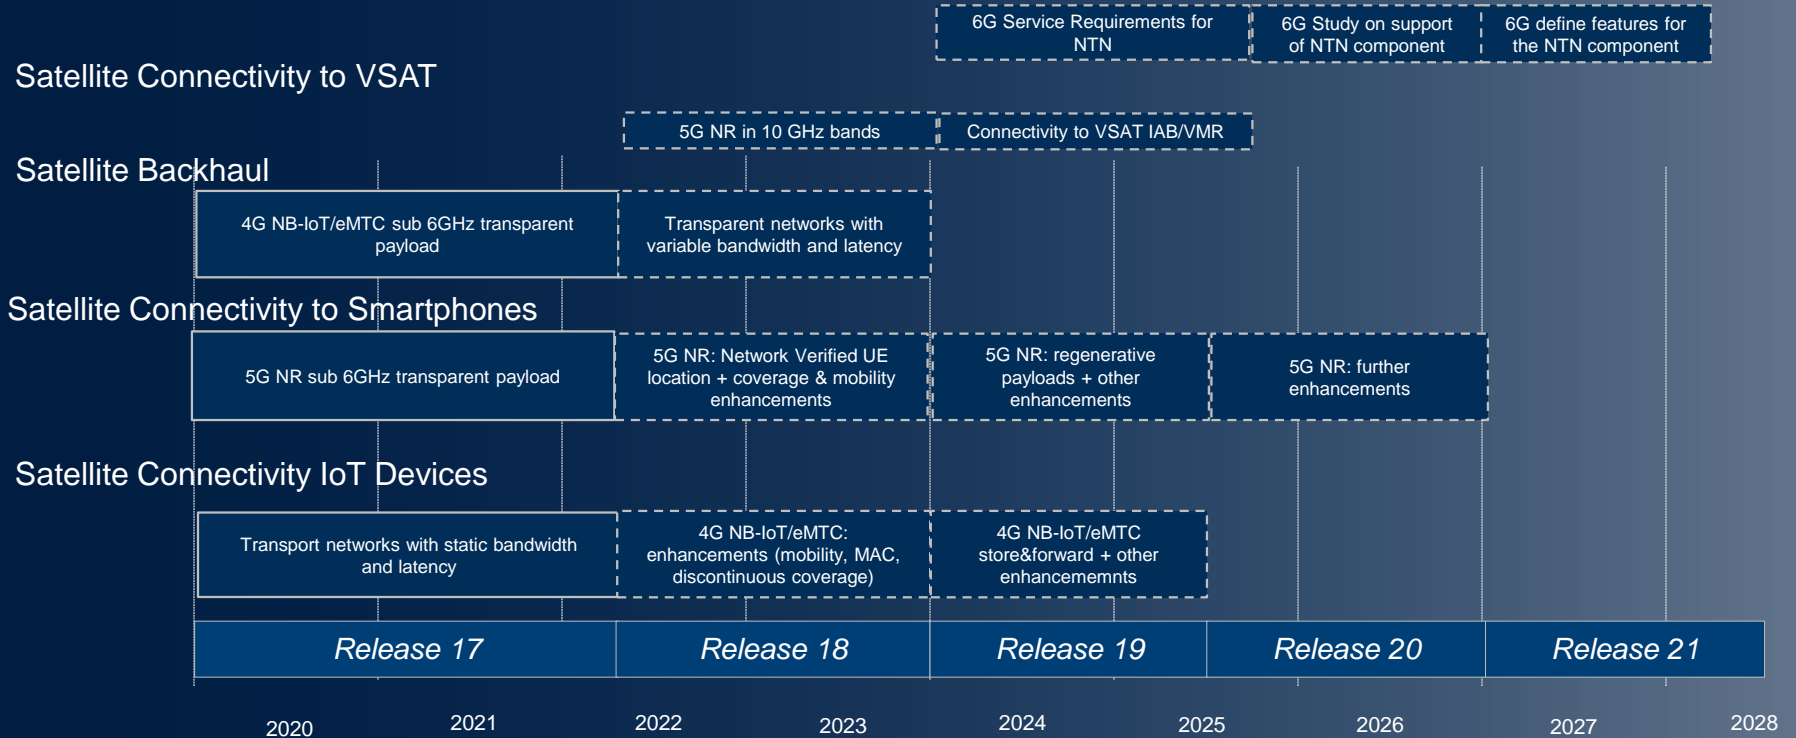 6G Service Requirements for
NTN
6G Study on support
of NTN component
6G define features for
the NTN component
Satellite Connectivity to VSAT
5G NR in 10 GHz bands
Connectivity to VSAT IAB/VMR
Satellite Backhaul
4G NB-IoT/eMTC sub 6GHz transparent
payload
Transparent networks with
variable bandwidth and latency
Satellite Connectivity to Smartphones
5G NR sub 6GHz transparent payload
5G NR: Network Verified UE
location + coverage & mobility
enhancements
5G NR: regenerative
payloads + other
enhancements
5G NR: further
enhancements
Satellite Connectivity IoT Devices
Transport networks with static bandwidth
and latency
4G NB-IoT/eMTC:
enhancements (mobility, MAC,
discontinuous coverage)
4G NB-IoT/eMTC
store&forward + other
enhancememnts
Release 17
Release 18
Release 19
Release 20
Release 21
2020
2021
2022
2023
2024
2025
2026
2027
2028